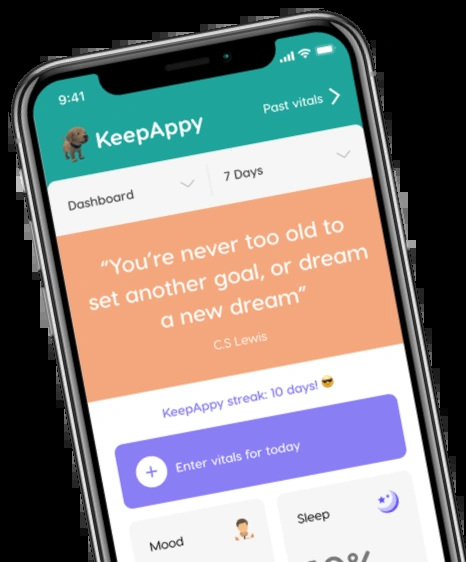 9:41
KeepAppy
Past vitals
Dashboard
7 Days
“You’re never too old to
set another goal, or dream
a new dream”
C.S Lewis
KeepAppy streak: 10 days! 😎
Enter vitals for today
Mood
Sleep